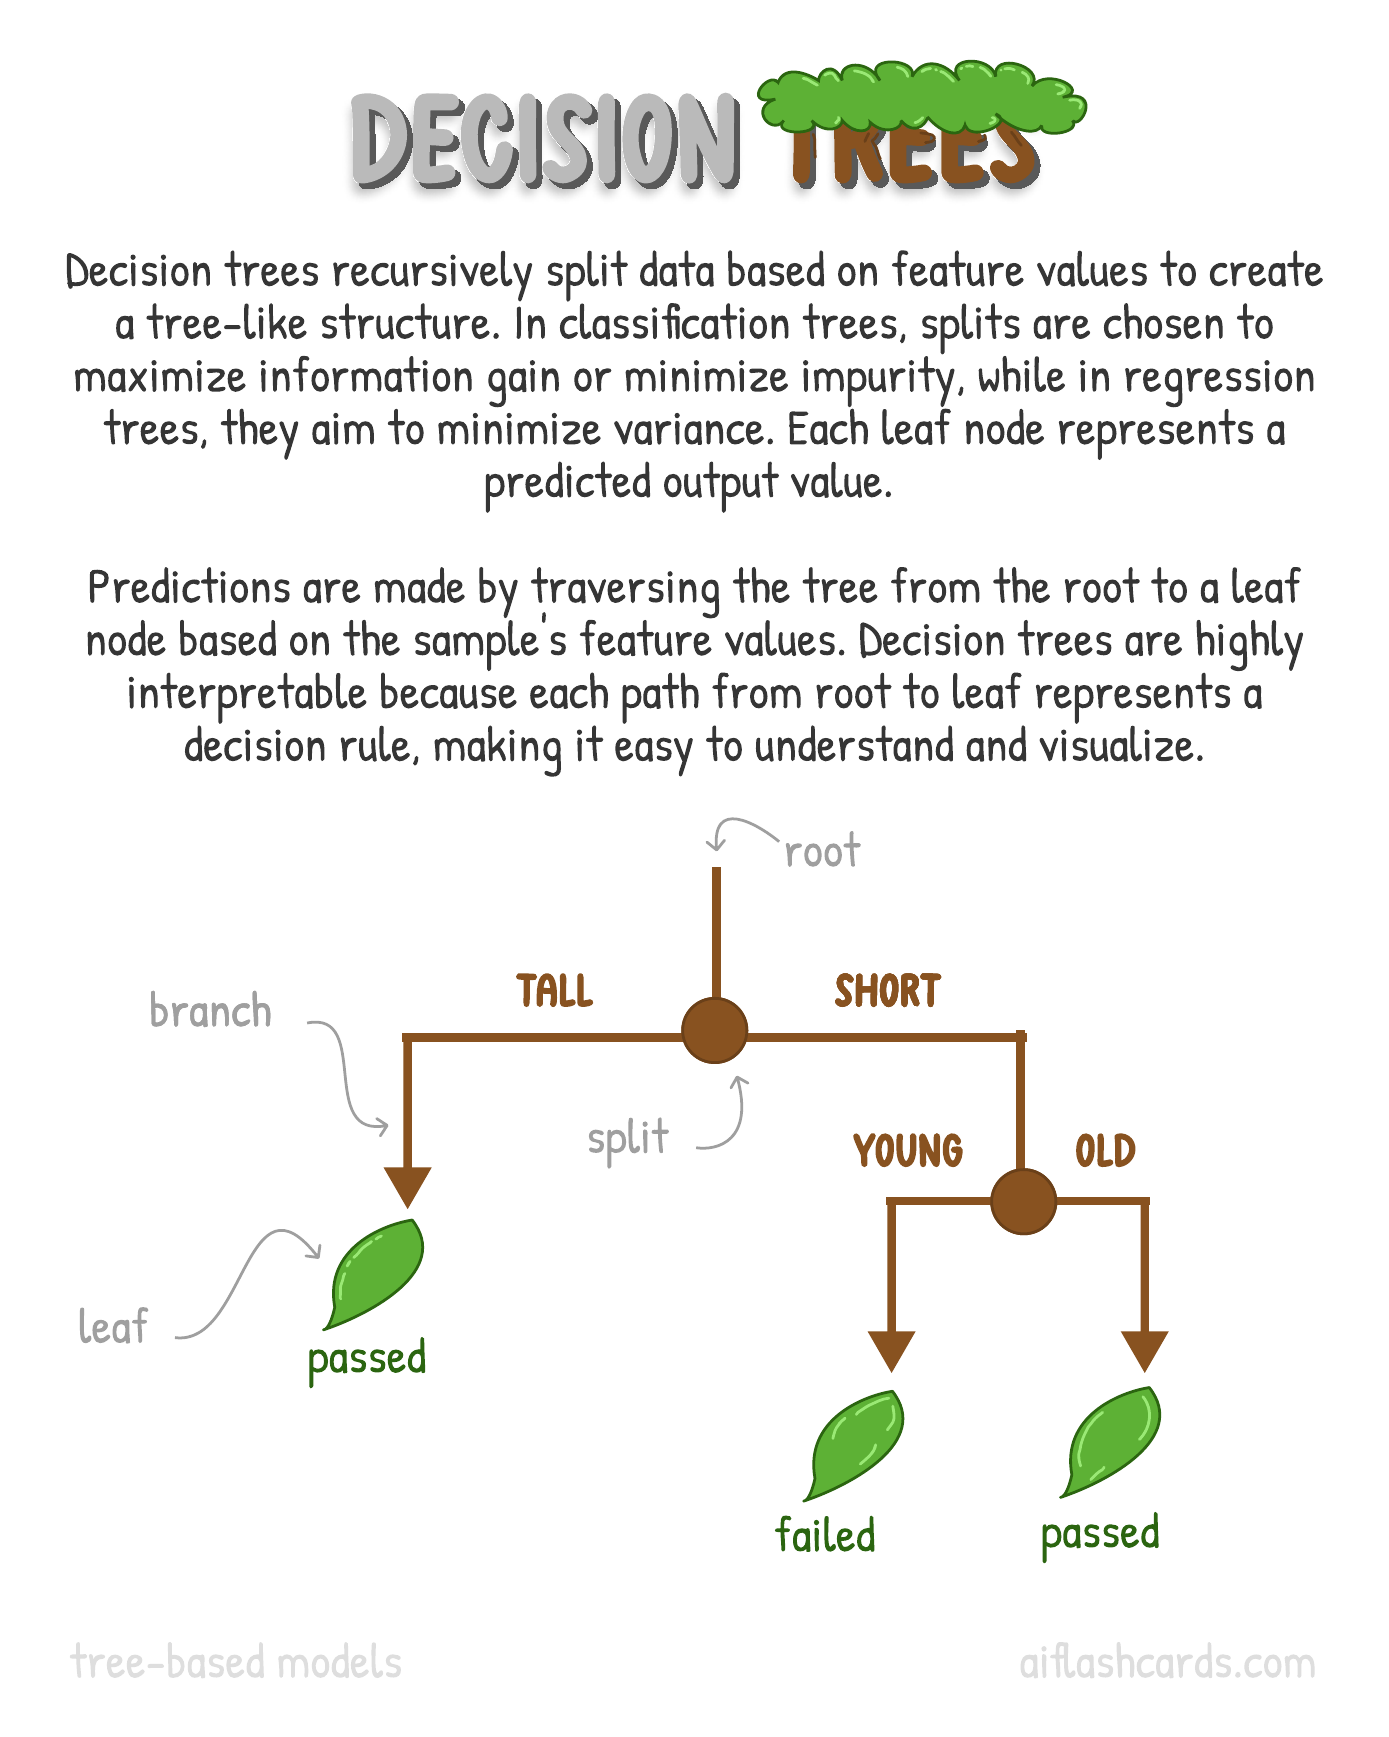 DECISION TREES
Decision trees recursively split data based on feature values to create
a tree-like structure. In classification trees, splits are chosen to
maximize information gain or minimize impurity, while in regression
trees, they aim to minimize variance. Each leaf node represents a
predicted output value.
Predictions are made by traversing the tree from the root to a leaf
node based on the sample's feature values. Decision trees are highly
interpretable because each path from root to leaf represents a
decision rule, making it easy to understand and visualize.
root
TALL
SHORT
branch
split
YOUNG
OLD
leaf
passed
failed
passed
tree-based models
aiflashcards.com